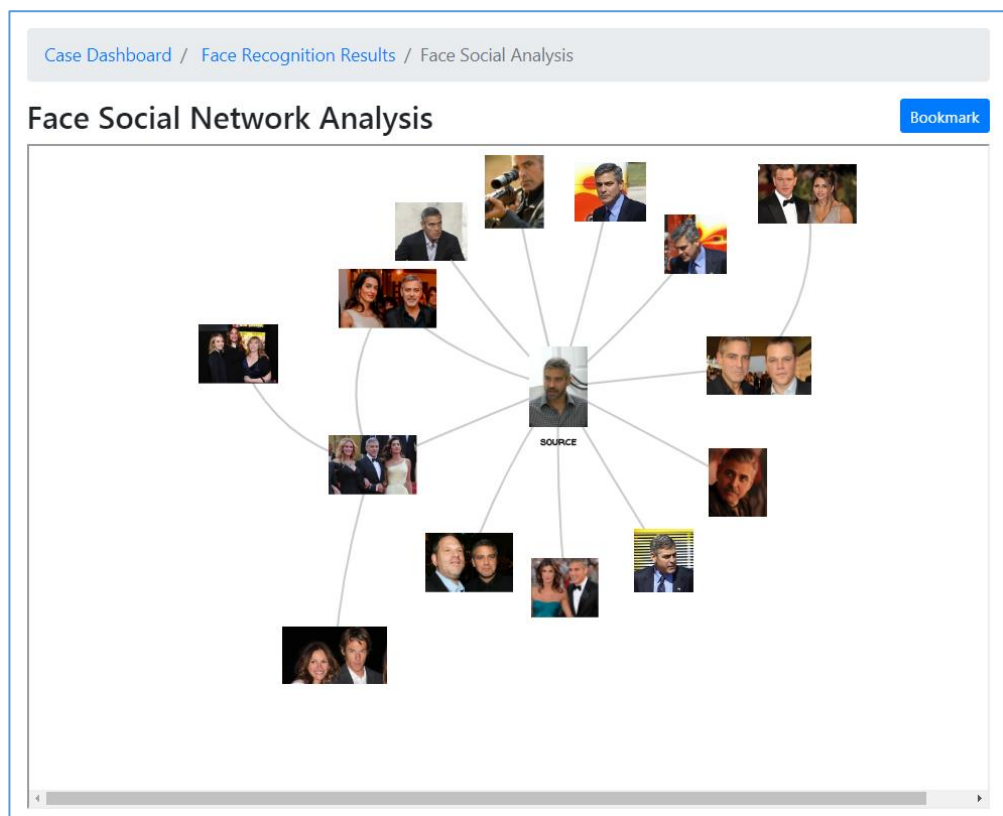 Case Dashboard / Face Recognition Results / Face Social Analysis
Face Social Network Analysis
Bookmark
SOURCE